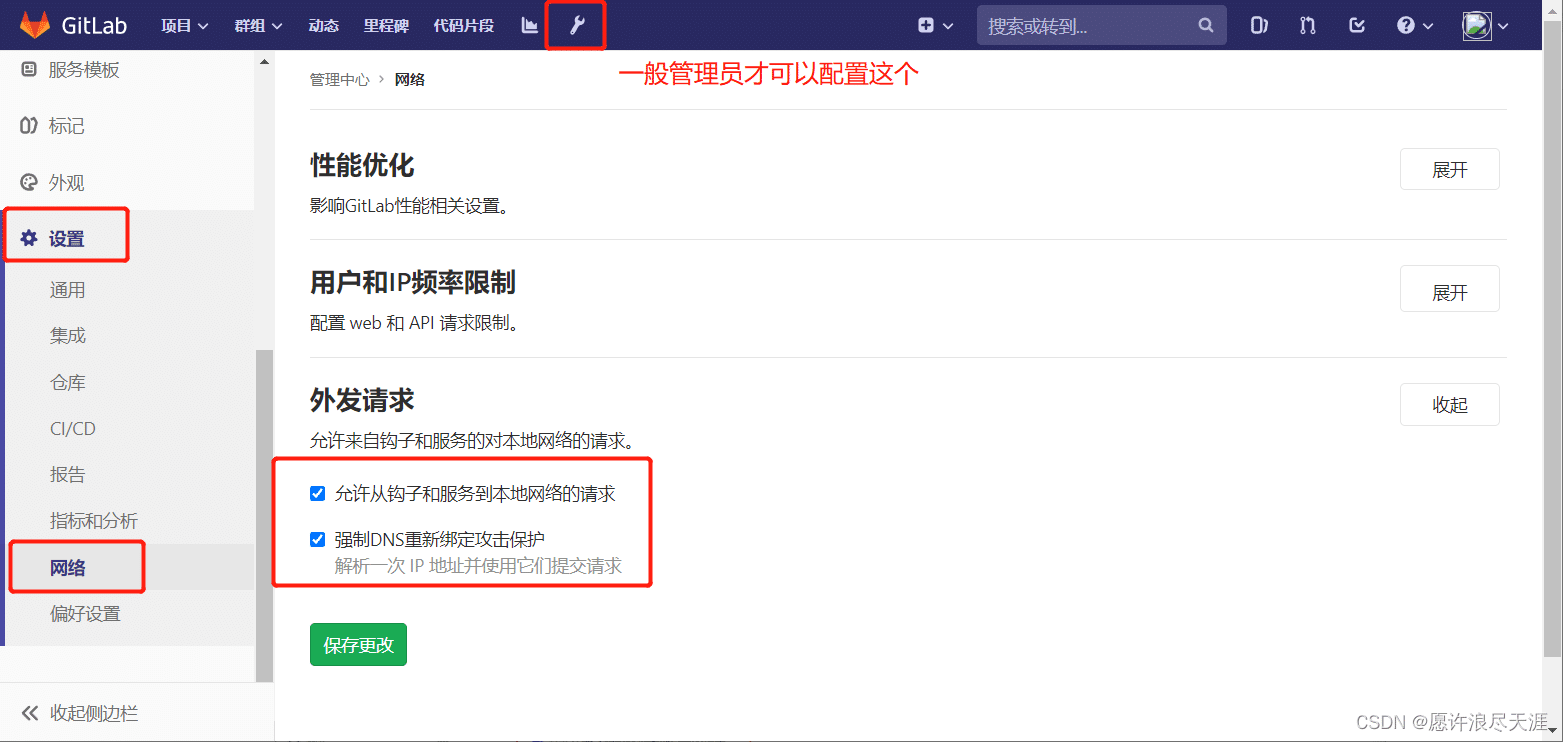 GitLab 项目 群组 动态 里程碑 代码片段 搜索或转到...
一般管理员才可以配置这个
服务模板
标记
外观
设置
通用
集成
仓库
CI/CD
报告
指标和分析
网络
偏好设置
收起侧边栏
管理中心 › 网络
性能优化
展开
影响GitLab性能相关设置。
用户和IP频率限制
展开
配置 web 和 API 请求限制。
外发请求
收起
允许来自钩子和服务的对本地网络的请求。
允许从钩子和服务到本地网络的请求
强制DNS重新绑定攻击保护
解析一次 IP 地址并使用它们提交请求
保存更改
CSDN @愿许浪尽天涯